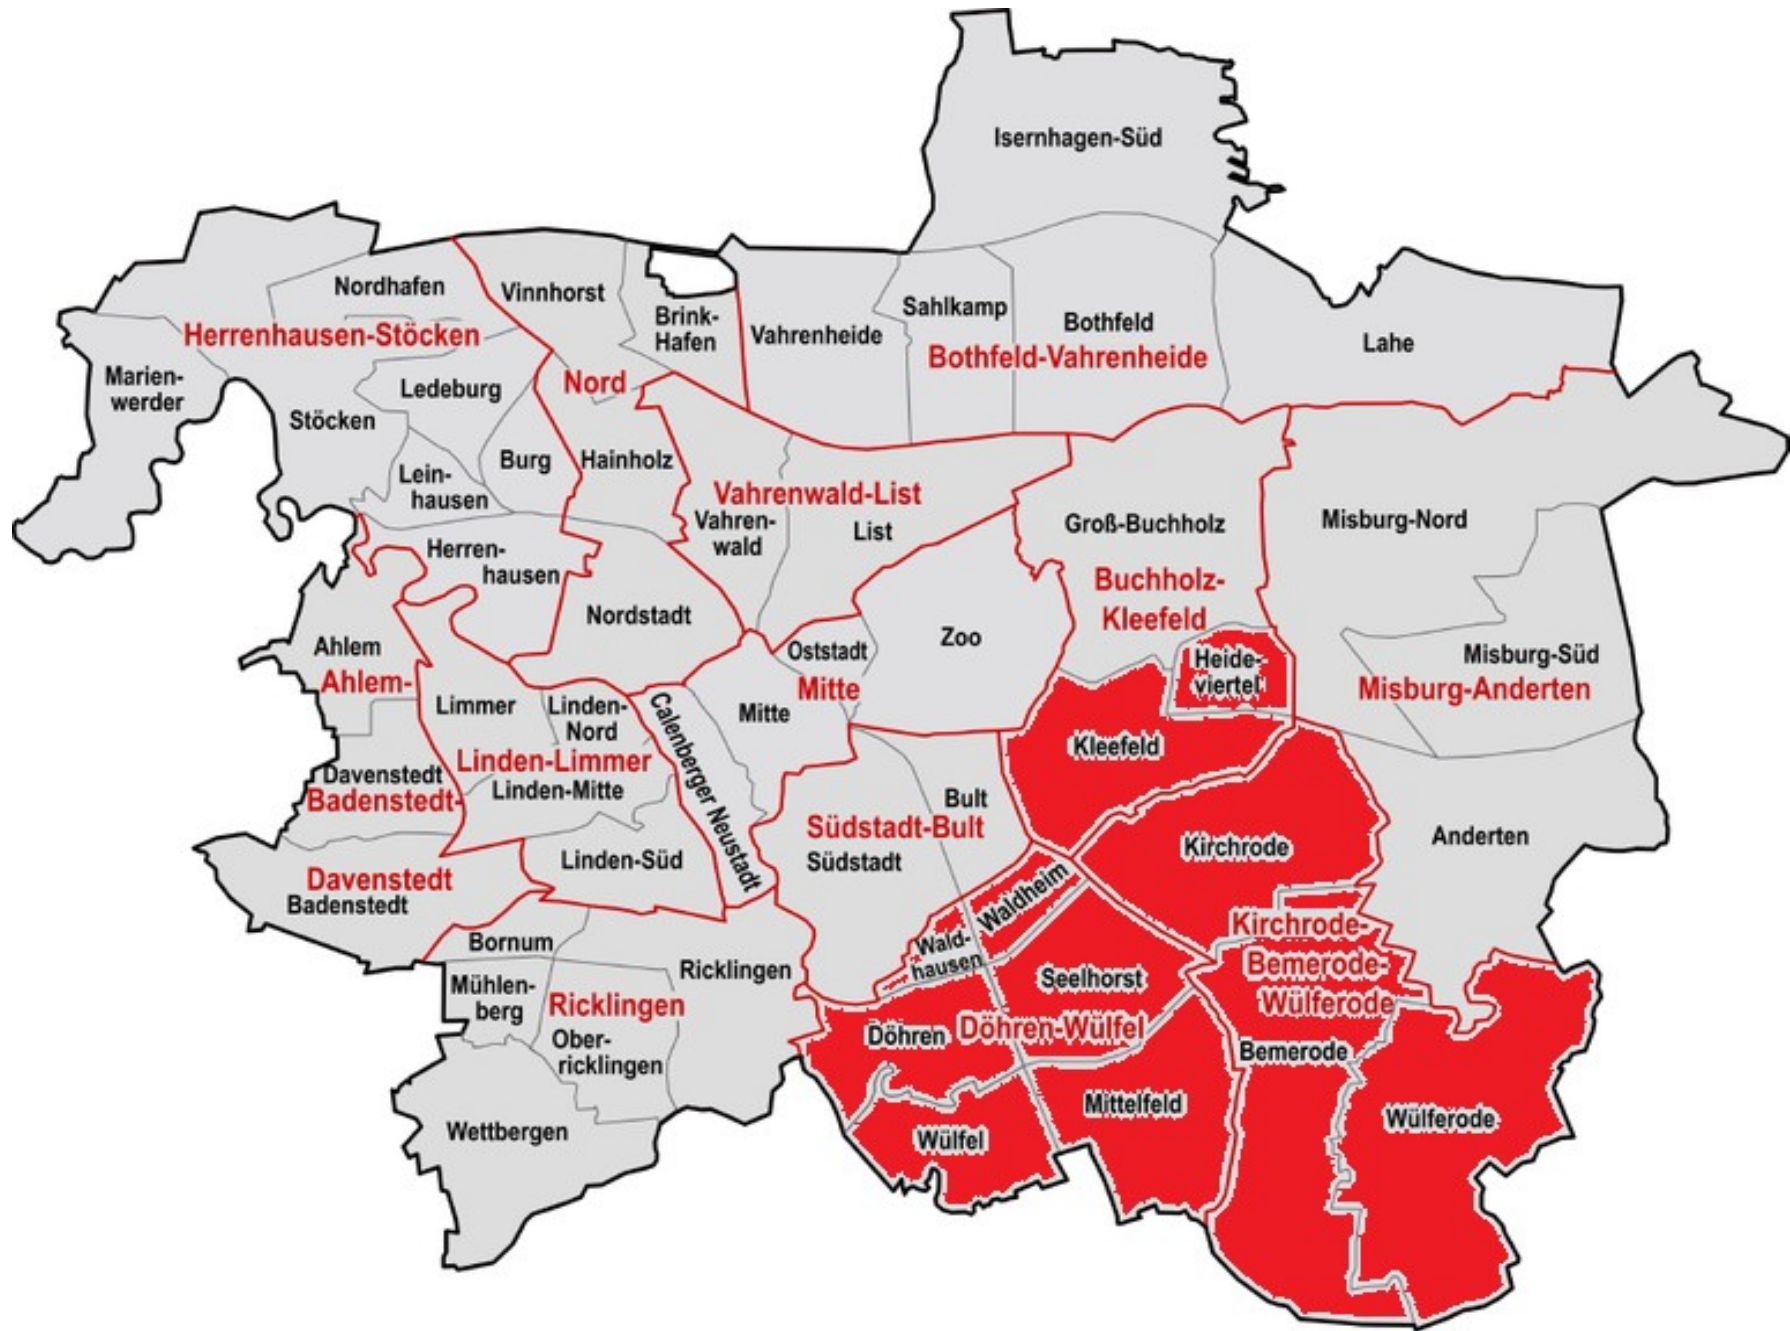 Isernhagen-Süd
Nordhafen
Vinnhorst
Brink-
Hafen
Vahrenheide
Sahlkamp
Bothfeld
Bothfeld-Vahrenheide
Lahe
Herrenhausen-Stöcken
Marien-
werder
Stöcken
Ledeburg
Nord
Burg
Hainholz
Lein-
hausen
Vahrenwald-List
Vahren-
wald
List
Groß-Buchholz
Misburg-Nord
Herren-
hausen
Buchholz-
Kleefeld
Nordstadt
Oststadt
Zoo
Mitte
Heide-
viertel
Misburg-Süd
Misburg-Anderten
Ahlem
Ahlem-
Limmer
Linden-
Nord
Calenberger Neustadt
Mitte
Kleefeld
Linden-Limmer
Linden-Mitte
Davenstedt
Badenstedt-
Bult
Südstadt-Bult
Südstadt
Kirchrode
Anderten
Linden-Süd
Davenstedt
Badenstedt
Waldheim
Wald-
hausen
Kirchrode-
Bemerode-
Wülferode
Bornum
Ricklingen
Mühlen-
berg
Ricklingen
Ober-
ricklingen
Seelhorst
Döhren
Döhren-Wülfel
Bemerode
Wettbergen
Wülfel
Mittelfeld
Wülferode